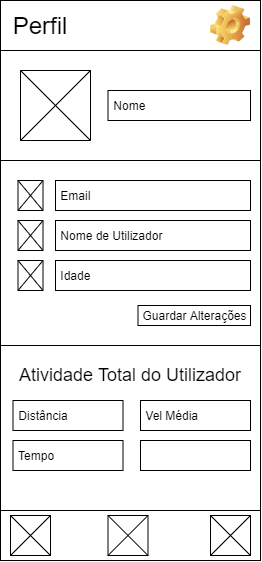 Perfil
Nome
Email
Nome de Utilizador
Idade
Guardar Alterações
Atividade Total do Utilizador
Distância
Vel Média
Tempo